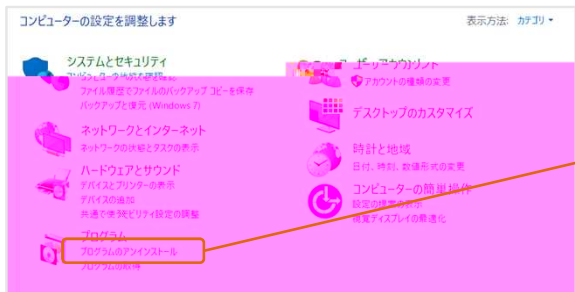 コンピューターの設定を調整します
表示方法: カテゴリ
システムとセキュリティ
ファイル履歴でファイルのバックアップ コピーを保存
バックアップと復元 (Windows 7)
ネットワークとインターネット
ネットワークの状態とタスクの表示
ハードウェアとサウンド
デバイスとプリンターの表示
デバイスの追加
共通で使うモビリティ設定の調整
プログラム
プログラムのアンインストール
プログラムの取得
アカウントの種類の変更
デスクトップのカスタマイズ
時計と地域
日付、時刻、数値形式の変更
コンピューターの簡単操作
設定の提案の表示
視覚ディスプレイの最適化